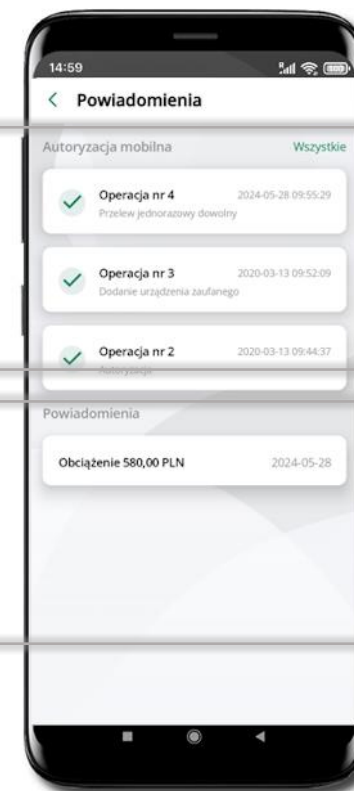 14:59
Powiadomienia
Autoryzacja mobilna Wszystkie
Operacja nr 4 2024-05-28 09:55:29
Przelew jednorazowy dowolny
Operacja nr 3 2020-03-13 09:52:09
Dodanie urządzenia zaufanego
Operacja nr 2 2020-03-13 09:44:37
Autoryzacja
Powiadomienia
Obciążenie 580,00 PLN 2024-05-28